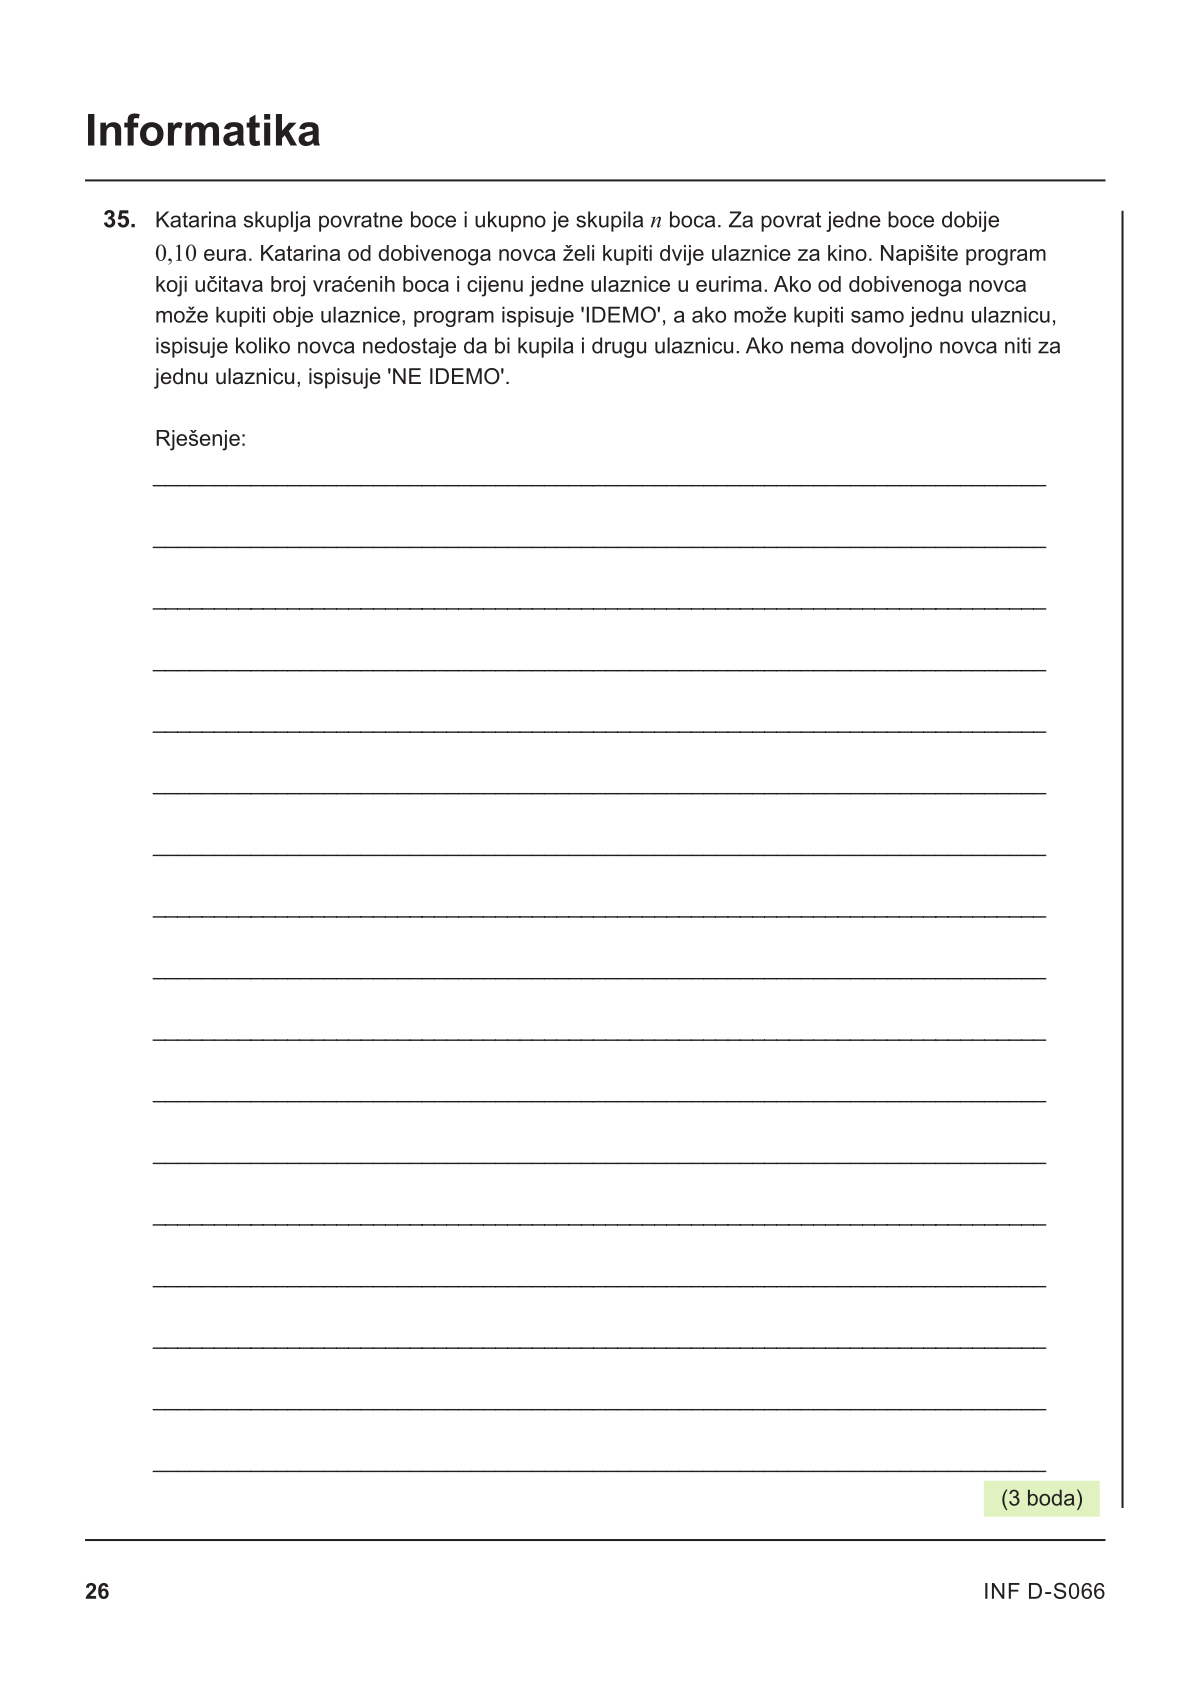 Informatika
35. Katarina skuplja povratne boce i ukupno je skupila n boca. Za povrat jedne boce dobije
0,10 eura. Katarina od dobivenoga novca želi kupiti dvije ulaznice za kino. Napišite program
koji učitava broj vraćenih boca i cijenu jedne ulaznice u eurima. Ako od dobivenoga novca
može kupiti obje ulaznice, program ispisuje 'IDEMO', a ako može kupiti samo jednu ulaznicu,
ispisuje koliko novca nedostaje da bi kupila i drugu ulaznicu. Ako nema dovoljno novca niti za
jednu ulaznicu, ispisuje 'NE IDEMO'.
Rješenje:
(3 boda)
26
INF D-S066